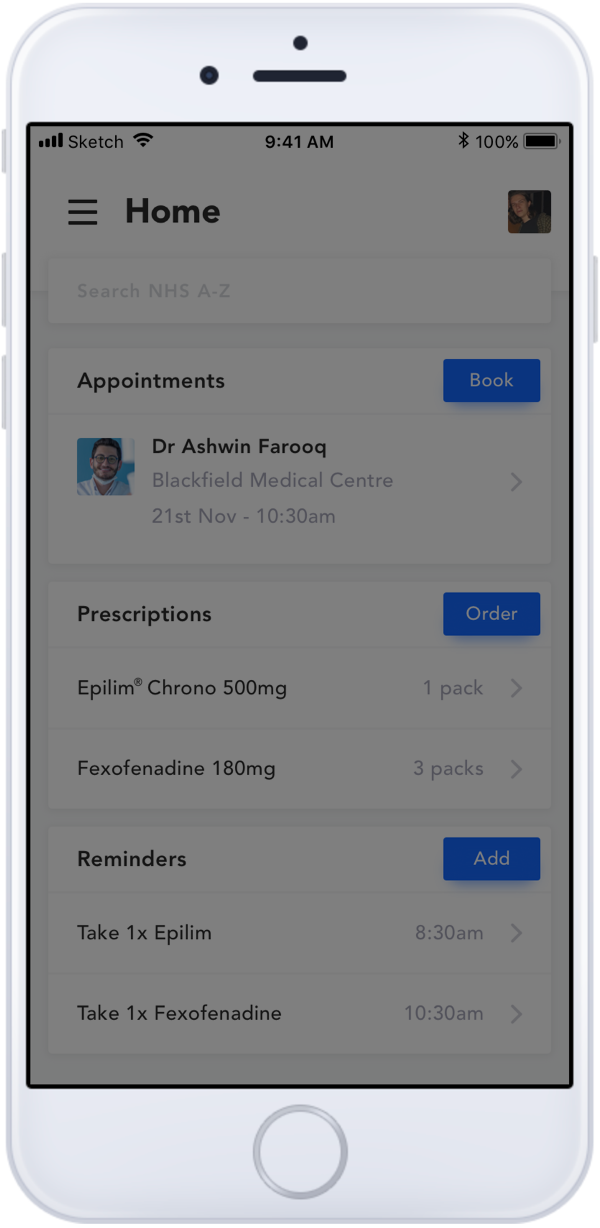 Sketch 9:41 AM 100%
Home
Search NHS A-Z
Appointments Book
Dr Ashwin Farooq
Blackfield Medical Centre
21st Nov - 10:30am
Prescriptions Order
Epilim® Chrono 500mg 1 pack
Fexofenadine 180mg 3 packs
Reminders Add
Take 1x Epilim 8:30am
Take 1x Fexofenadine 10:30am